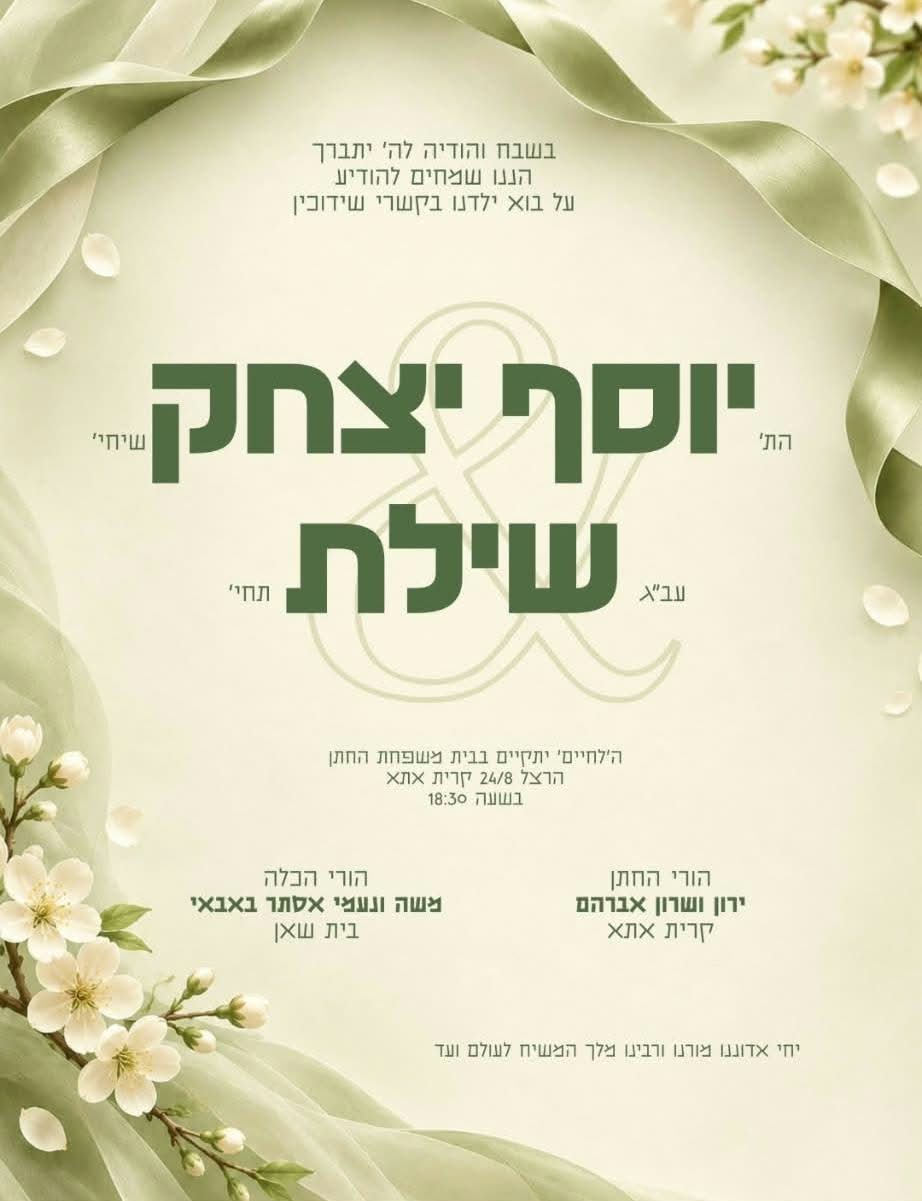 בשבח והודיה לה' יתברך
הננו שמחים להודיע
על בוא ילדנו בקשרי שידוכין
הת' יוסף יצחק שיחי'
&
עב"ג שילת תחי'
ה'לחיים' יתקיים בבית משפחת החתן
הרצל 24/8 קרית אתא
בשעה 18:30
הורי החתן
ירון ושרון אברהם
קרית אתא
הורי הכלה
משה ונעמי אסתר באבאי
בית שאן
יחי אדוננו מורנו ורבינו מלך המשיח לעולם ועד